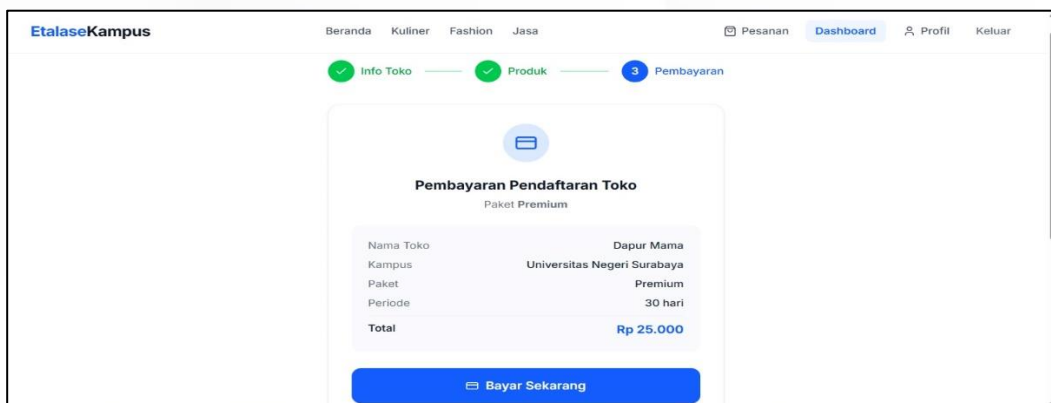 EtalaseKampus Beranda Kuliner Fashion Jasa Pesanan Dashboard Profil Keluar
Info Toko Produk 3 Pembayaran
Pembayaran Pendaftaran Toko
Paket Premium
Nama Toko Dapur Mama
Kampus Universitas Negeri Surabaya
Paket Premium
Periode 30 hari
Total Rp 25.000
Bayar Sekarang